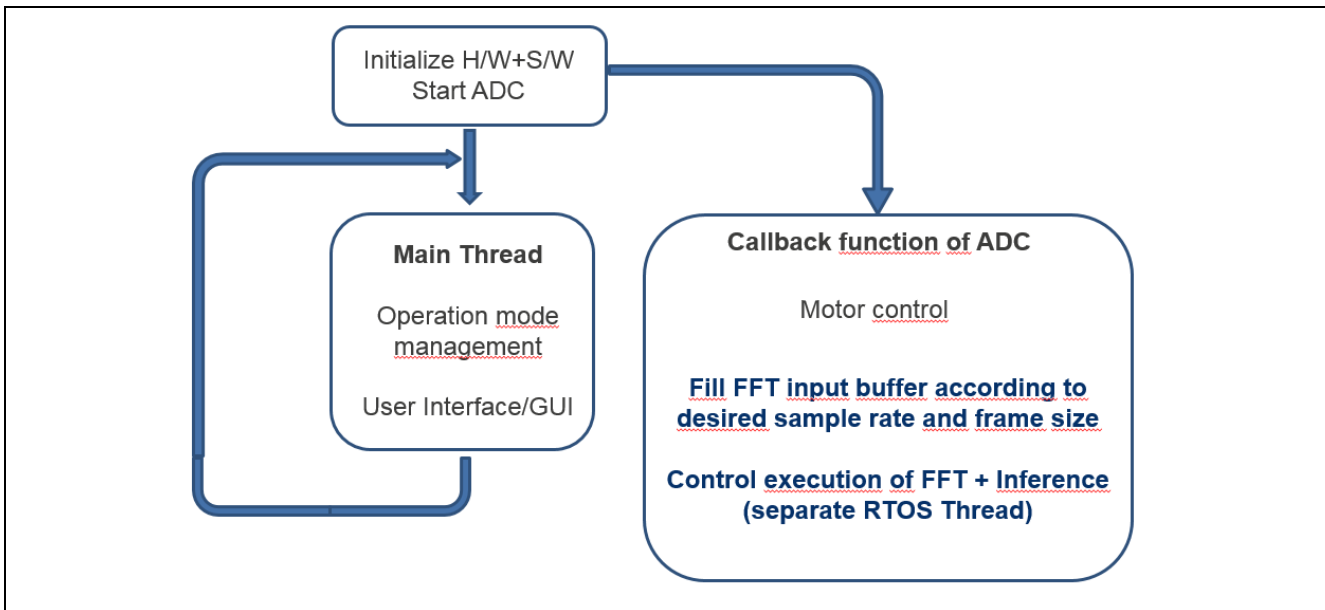 Initialize H/W+S/W
Start ADC
Main Thread
Operation mode
management
User Interface/GUI
Callback function of ADC
Motor control
Fill FFT input buffer according to
desired sample rate and frame size
Control execution of FFT + Inference
(separate RTOS Thread)